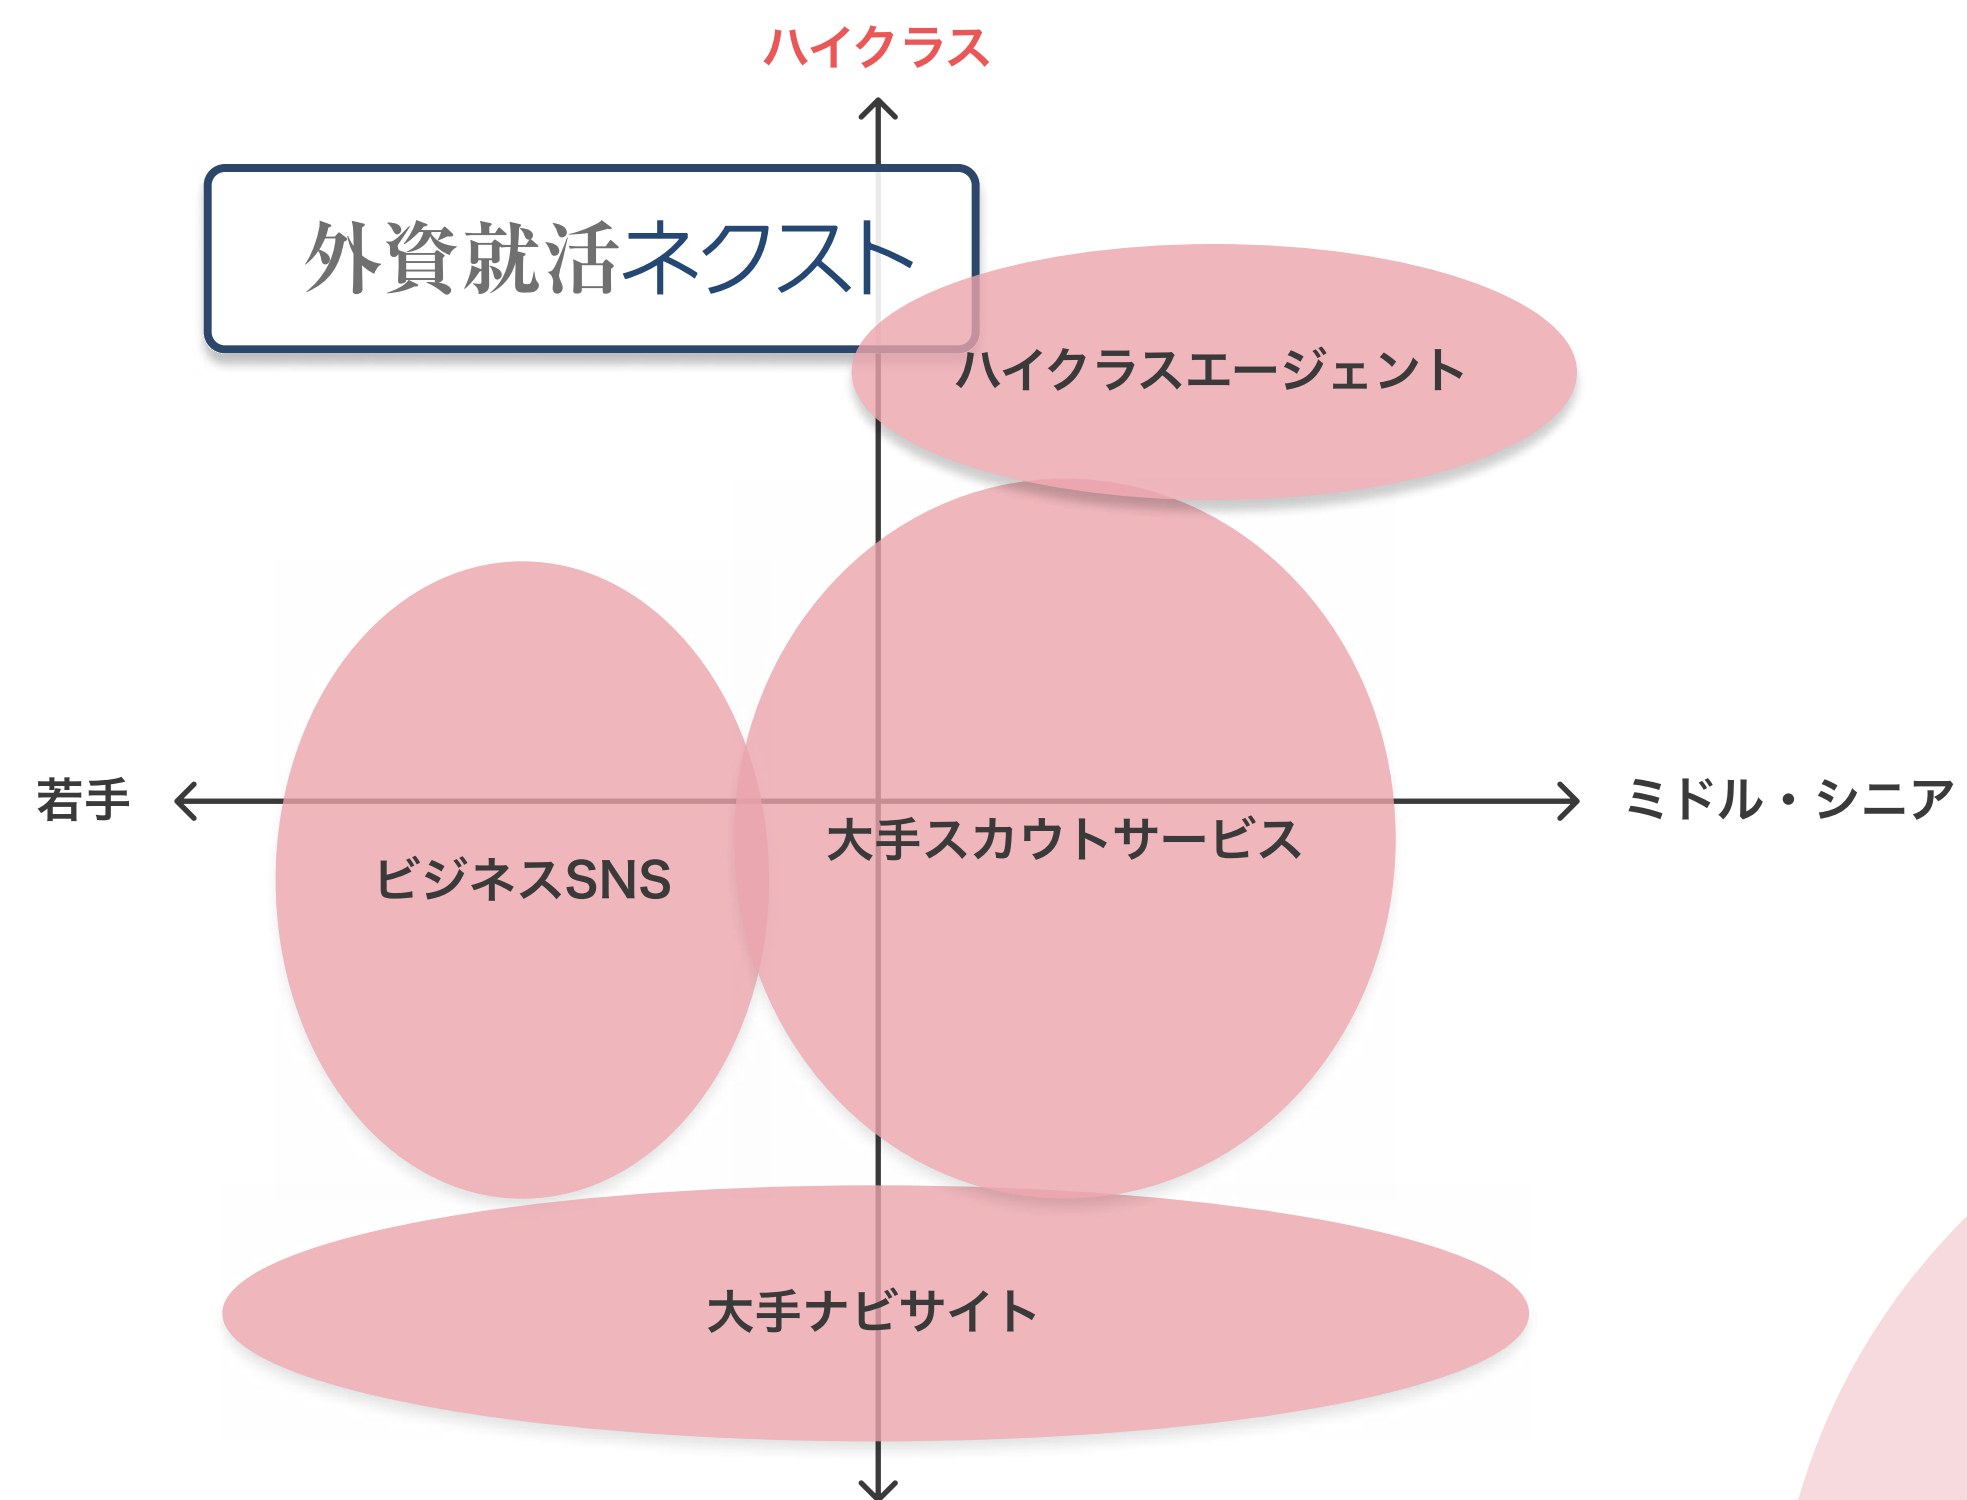 ハイクラス
外資就活ネクスト
ハイクラスエージェント
若手
ミドル・シニア
大手スカウトサービス
ビジネスSNS
大手ナビサイト